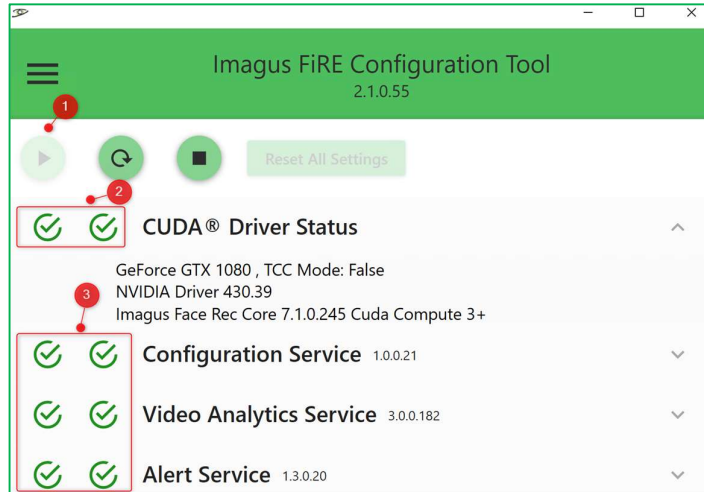 Imagus FiRE Configuration Tool
2.1.0.55
1
Reset All Settings
2
CUDA® Driver Status
GeForce GTX 1080 , TCC Mode: False
NVIDIA Driver 430.39
3
Imagus Face Rec Core 7.1.0.245 Cuda Compute 3+
Configuration Service 1.0.0.21
Video Analytics Service 3.0.0.182
Alert Service 1.3.0.20